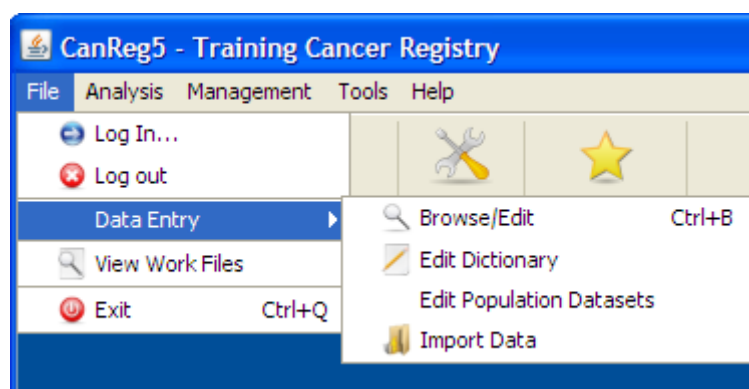 CanReg5 - Training Cancer Registry
File Analysis Management Tools Help
Log In...
Log out
Data Entry
Browse/Edit Ctrl+B
Edit Dictionary
View Work Files
Edit Population Datasets
Exit Ctrl+Q
Import Data